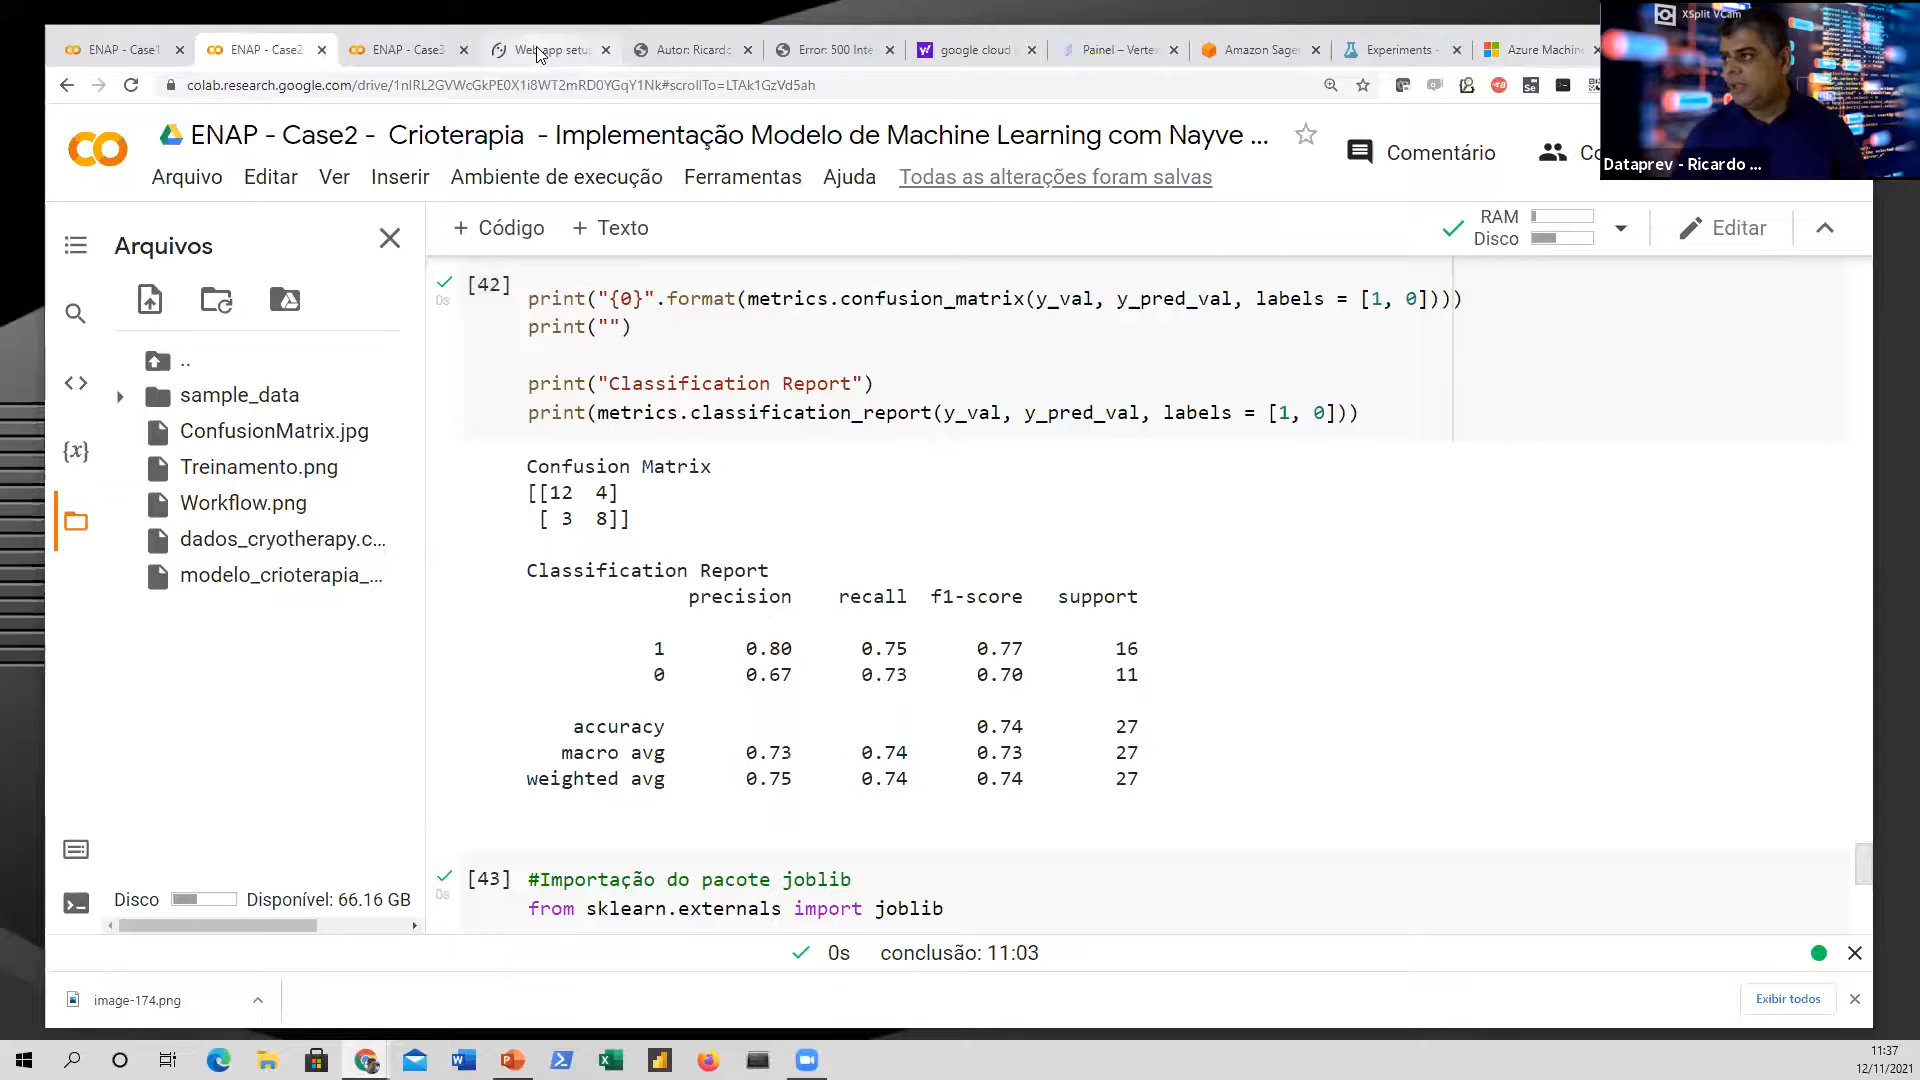 XSplit VCam
ENAP - Case1
ENAP - Case2
ENAP - Case3
Web app setu
Autor: Ricardo
Error: 500 Inte
google cloud
Painel – Vertex
Amazon Sage
Experiments -
Azure Machin
colab.research.google.com/drive/1nIRL2GVWcGkPE0X1i8WT2mRD0YGqY1Nk#scrollTo=LTAk1GzVd5ah
ENAP - Case2 - Crioterapia - Implementação Modelo de Machine Learning com Nayve ...
Comentário
Dataprev - Ricardo ...
Arquivo Editar Ver Inserir Ambiente de execução Ferramentas Ajuda Todas as alterações foram salvas
Arquivos
+ Código + Texto
RAM
Disco
Editar
[42]
0s
print("{0}".format(metrics.confusion_matrix(y_val, y_pred_val, labels = [1, 0])))
print("")
print("Classification Report")
print(metrics.classification_report(y_val, y_pred_val, labels = [1, 0]))
..
sample_data
ConfusionMatrix.jpg
Treinamento.png
Workflow.png
dados_cryotherapy.c...
modelo_crioterapia_...
{x}
Confusion Matrix
[[12 4]
[ 3 8]]
Classification Report
precision recall f1-score support
1 0.80 0.75 0.77 16
0 0.67 0.73 0.70 11
accuracy 0.74 27
macro avg 0.73 0.74 0.73 27
weighted avg 0.75 0.74 0.74 27
[43]
0s
#Importação do pacote joblib
from sklearn.externals import joblib
Disco Disponível: 66.16 GB
0s conclusão: 11:03
image-174.png
Exibir todos
11:37
12/11/2021